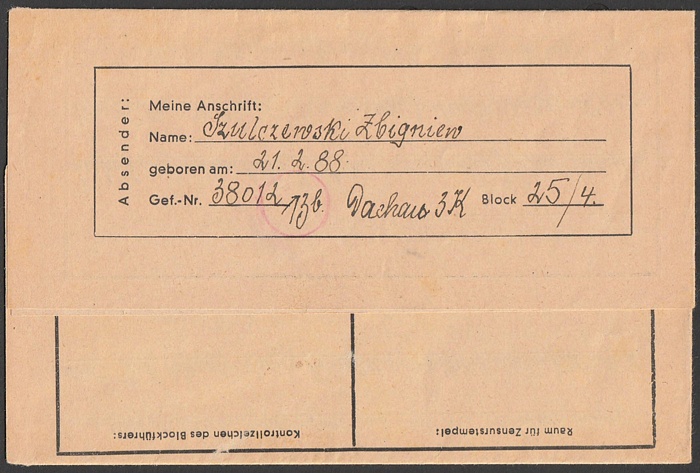 Absender:
Meine Anschrift:
Name: Szulczewski Zbigniew
geboren am: 21. 2. 88.
Gef.-Nr. 38012 13b. Dachau 3K Block 25/4.
Kontrollzeichen des Blockführers:
Raum für Zensurstempel: